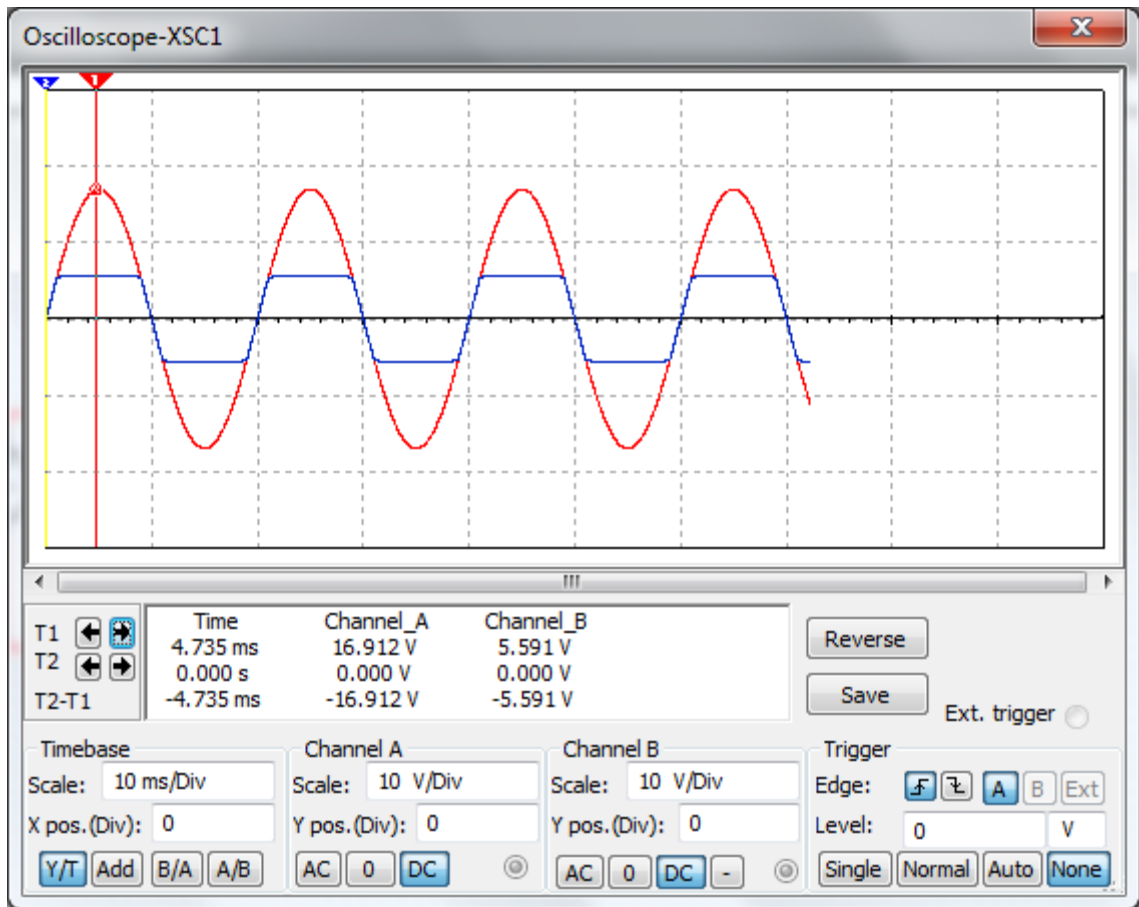 Oscilloscope-XSC1
x
2 1
Time Channel_A Channel_B
T1 4.735 ms 16.912 V 5.591 V
T2 0.000 s 0.000 V 0.000 V
T2-T1 -4.735 ms -16.912 V -5.591 V
Reverse
Save
Ext. trigger
Timebase
Scale: 10 ms/Div
X pos.(Div): 0
Y/T Add B/A A/B
Channel A
Scale: 10 V/Div
Y pos.(Div): 0
AC 0 DC
Channel B
Scale: 10 V/Div
Y pos.(Div): 0
AC 0 DC -
Trigger
Edge: A B Ext
Level: 0 V
Single Normal Auto None